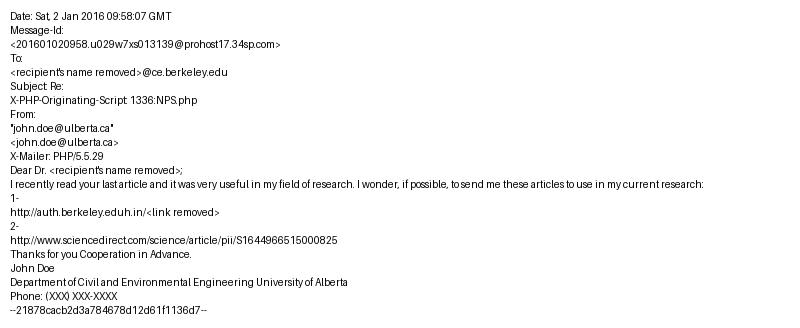 Date: Sat, 2 Jan 2016 09:58:07 GMT
Message-Id:
<201601020958.u029w7xs013139@prohost17.34sp.com>
To:
<recipient's name removed>@ce.berkeley.edu
Subject: Re:
X-PHP-Originating-Script: 1336:NPS.php
From:
"john.doe@ulberta.ca"
<john.doe@ulberta.ca>
X-Mailer: PHP/5.5.29
Dear Dr. <recipient's name removed>;
I recently read your last article and it was very useful in my field of research. I wonder, if possible, to send me these articles to use in my current research:
1-
http://auth.berkeley.eduh.in/<link removed>
2-
http://www.sciencedirect.com/science/article/pii/S1644966515000825
Thanks for you Cooperation in Advance.
John Doe
Department of Civil and Environmental Engineering University of Alberta
Phone: (XXX) XXX-XXXX
--21878cacb2d3a784678d12d61f1136d7--